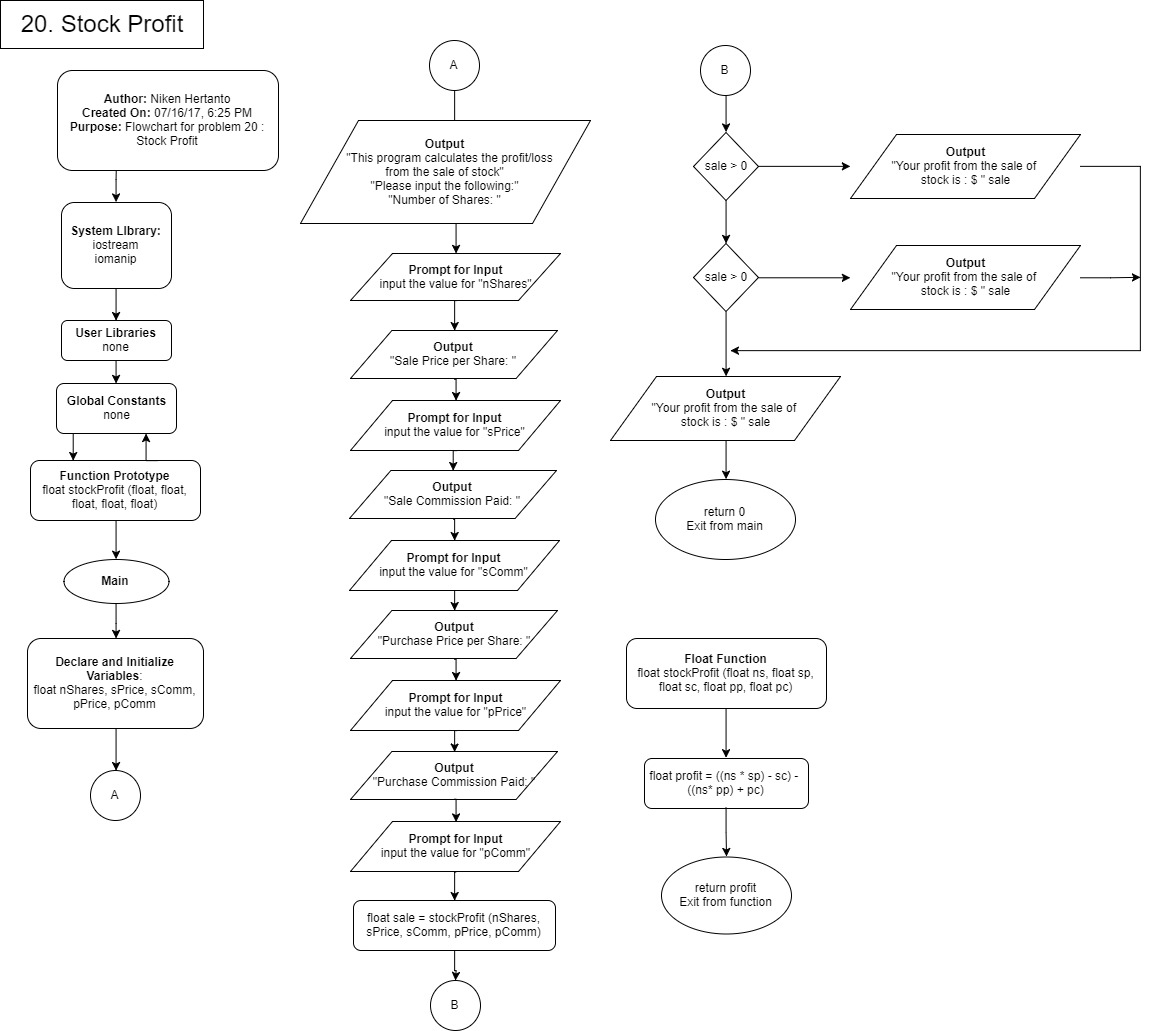 20. Stock Profit
Author: Niken Hertanto
Created On: 07/16/17, 6:25 PM
Purpose: Flowchart for problem 20 :
Stock Profit
System LIbrary:
iostream
iomanip
User Libraries
none
Global Constants
none
Function Prototype
float stockProfit (float, float,
float, float, float)
Main
Declare and Initialize
Variables:
float nShares, sPrice, sComm,
pPrice, pComm
A
A
Output
"This program calculates the profit/loss
from the sale of stock"
"Please input the following:"
"Number of Shares: "
Prompt for Input
input the value for "nShares"
Output
"Sale Price per Share: "
Prompt for Input
input the value for "sPrice"
Output
"Sale Commission Paid: "
Prompt for Input
input the value for "sComm"
Output
"Purchase Price per Share: "
Prompt for Input
input the value for "pPrice"
Output
"Purchase Commission Paid: "
Prompt for Input
input the value for "pComm"
float sale = stockProfit (nShares,
sPrice, sComm, pPrice, pComm)
B
B
sale > 0
Output
"Your profit from the sale of
stock is : $ " sale
sale > 0
Output
"Your profit from the sale of
stock is : $ " sale
Output
"Your profit from the sale of
stock is : $ " sale
return 0
Exit from main
Float Function
float stockProfit (float ns, float sp,
float sc, float pp, float pc)
float profit = ((ns * sp) - sc) -
((ns* pp) + pc)
return profit
Exit from function